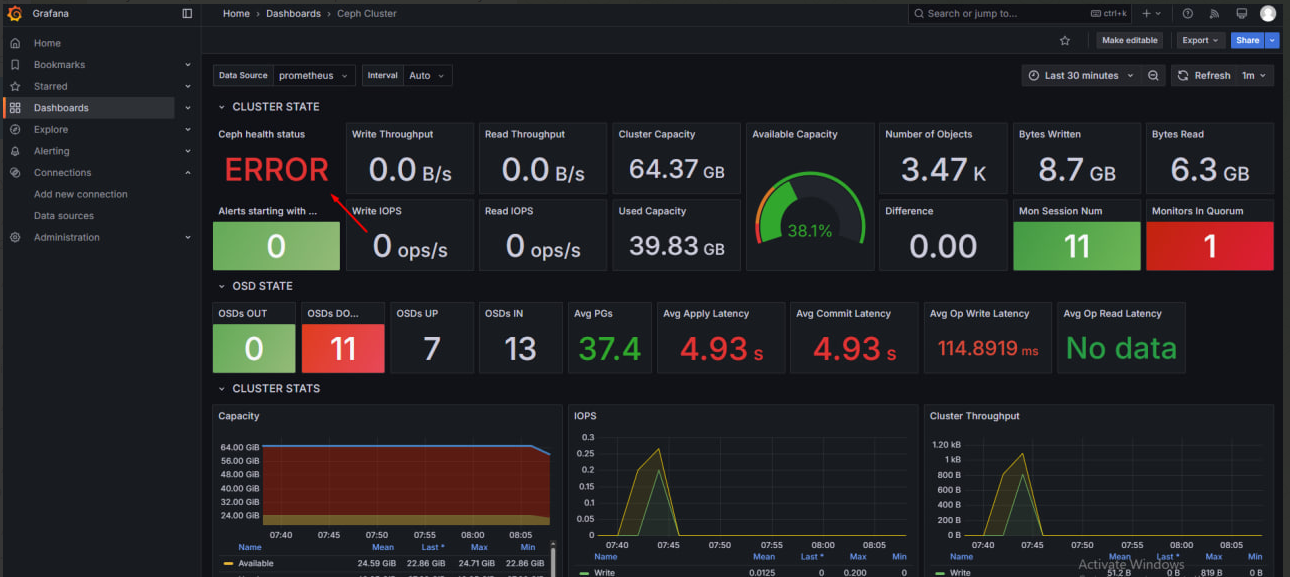 Grafana
Home › Dashboards › Ceph Cluster
Search or jump to...
ctrl+k
Home
Bookmarks
Starred
Dashboards
Explore
Alerting
Connections
Add new connection
Data sources
Administration
Make editable
Export
Share
Data Source
prometheus
Interval
Auto
Last 30 minutes
Refresh
1m
CLUSTER STATE
Ceph health status
ERROR
Write Throughput
0.0 B/s
Read Throughput
0.0 B/s
Cluster Capacity
64.37 GB
Available Capacity
38.1%
Number of Objects
3.47 K
Bytes Written
8.7 GB
Bytes Read
6.3 GB
Alerts starting with ...
0
Write IOPS
0 ops/s
Read IOPS
0 ops/s
Used Capacity
39.83 GB
Difference
0.00
Mon Session Num
11
Monitors In Quorum
1
OSD STATE
OSDs OUT
0
OSDs DO...
11
OSDs UP
7
OSDs IN
13
Avg PGs
37.4
Avg Apply Latency
4.93 s
Avg Commit Latency
4.93 s
Avg Op Write Latency
114.8919 ms
Avg Op Read Latency
No data
CLUSTER STATS
Capacity
64.00 GiB
56.00 GiB
48.00 GiB
40.00 GiB
32.00 GiB
24.00 GiB
07:40 07:45 07:50 07:55 08:00 08:05
Name Mean Last * Max Min
Available 24.59 GiB 22.86 GiB 24.71 GiB 22.86 GiB
IOPS
0.3
0.25
0.2
0.15
0.1
0.05
0
07:40 07:45 07:50 07:55 08:00 08:05
Name Mean Last * Max Min
Write 0.0125 0 0.200 0
Cluster Throughput
1.20 kB
1 kB
800 B
600 B
400 B
200 B
0 B
07:40 07:45 07:50 07:55 08:00 08:05
Name Mean Last * Max Min
Write 51.2 B 0 B 819 B 0 B
Activate Windows